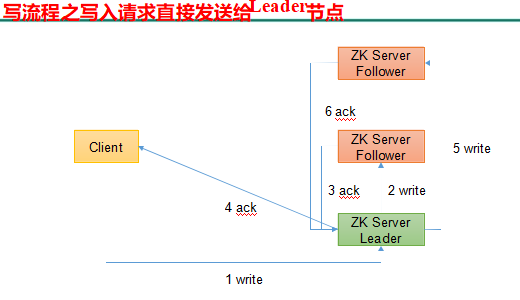 写流程之写入请求直接发送给Leader节点
ZK Server
Follower
6 ack
Client
ZK Server
Follower
5 write
3 ack
2 write
4 ack
ZK Server
Leader
1 write